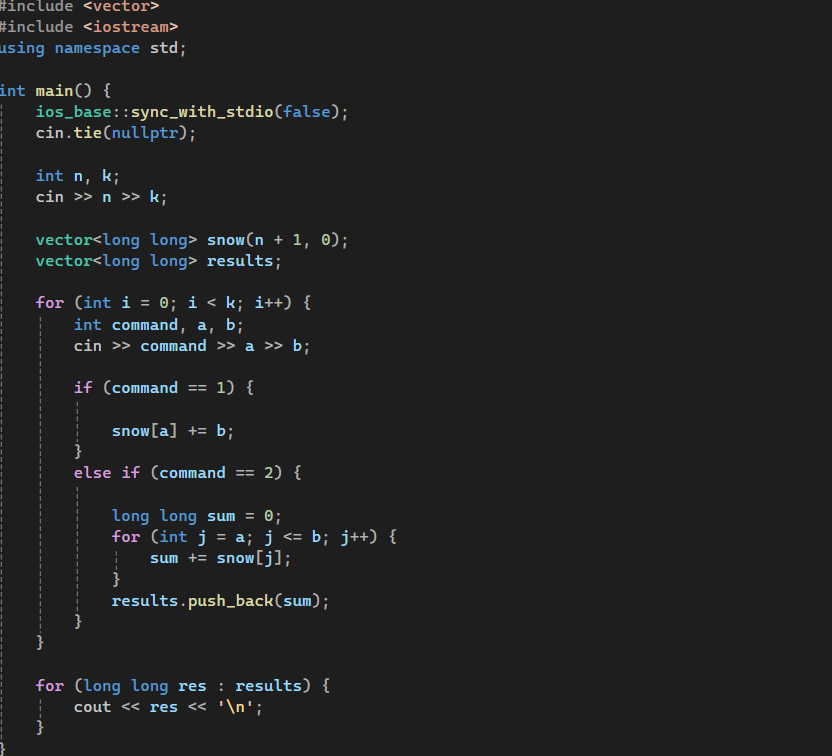 #include <vector>
#include <iostream>
using namespace std;

int main() {
    ios_base::sync_with_stdio(false);
    cin.tie(nullptr);

    int n, k;
    cin >> n >> k;

    vector<long long> snow(n + 1, 0);
    vector<long long> results;

    for (int i = 0; i < k; i++) {
        int command, a, b;
        cin >> command >> a >> b;

        if (command == 1) {

            snow[a] += b;
        }
        else if (command == 2) {

            long long sum = 0;
            for (int j = a; j <= b; j++) {
                sum += snow[j];
            }
            results.push_back(sum);
        }
    }

    for (long long res : results) {
        cout << res << '\n';
    }
}